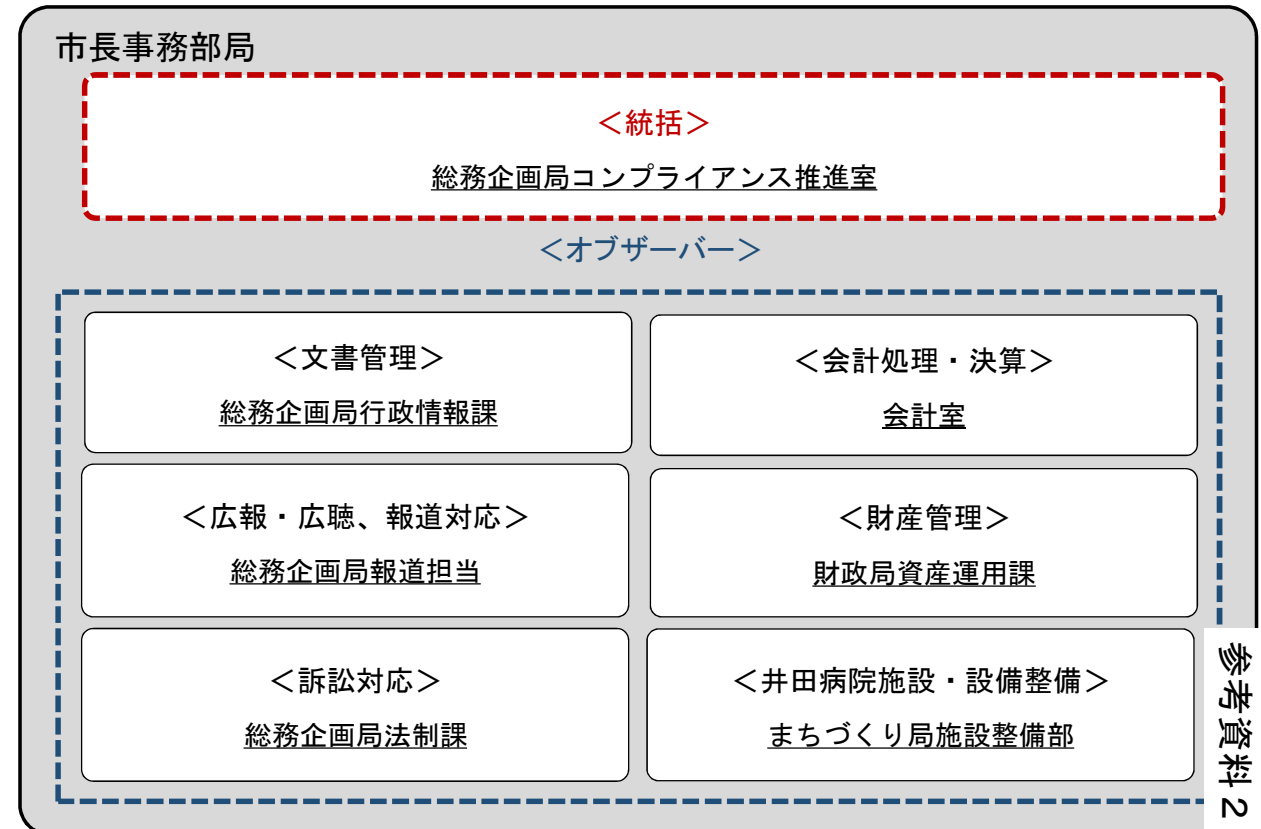 市長事務部局
＜統括＞
総務企画局コンプライアンス推進室
＜オブザーバー＞
＜文書管理＞
総務企画局行政情報課
＜会計処理・決算＞
会計室
＜広報・広聴、報道対応＞
総務企画局報道担当
＜財産管理＞
財政局資産運用課
＜訴訟対応＞
総務企画局法制課
＜井田病院施設・設備整備＞
まちづくり局施設整備部
参考資料２